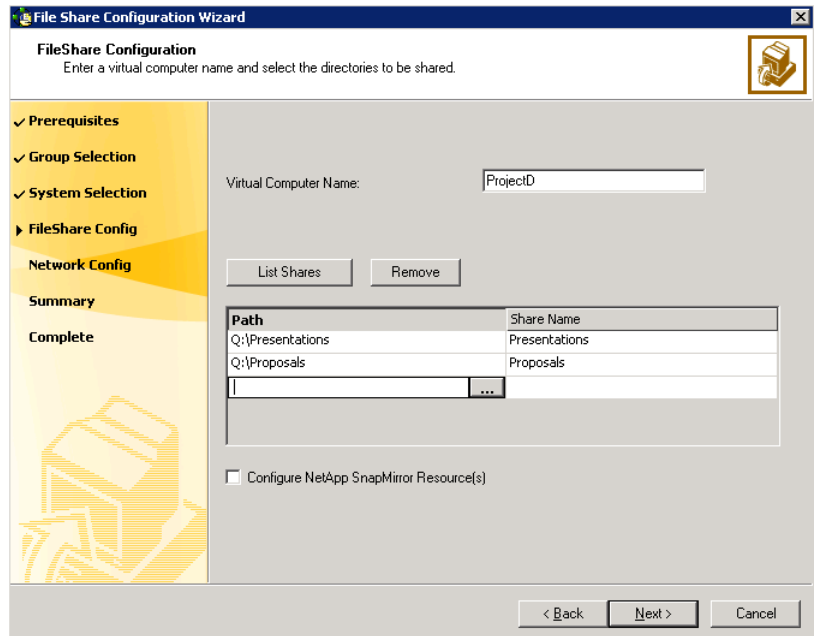 File Share Configuration Wizard
FileShare Configuration
Enter a virtual computer name and select the directories to be shared.
Prerequisites
Group Selection
System Selection
FileShare Config
Network Config
Summary
Complete
Virtual Computer Name: ProjectD
List Shares Remove
Path Share Name
Q:\Presentations Presentations
Q:\Proposals Proposals
...
Configure NetApp SnapMirror Resource(s)
< Back Next > Cancel